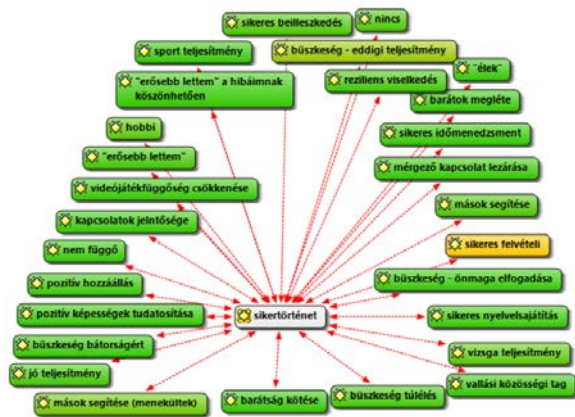 sikeres beilleszkedés
nincs
sport teljesítmény
büszkeség - eddigi teljesítmény
"élek"
"erősebb lettem" a hibáimnak
köszönhetően
reziliens viselkedés
barátok megléte
hobbi
sikeres időmenedzsment
"erősebb lettem"
mérgező kapcsolat lezárása
videójátékfüggőség csökkenése
mások segítése
kapcsolatok jelentősége
sikeres felvételi
nem függő
büszkeség - önmaga elfogadása
pozitív hozzáállás
pozitív képességek tudatosítása
sikertörténet
sikeres nyelvelsajátítás
büszkeség bátorságért
vizsga teljesítmény
jó teljesítmény
vallási közösségi tag
mások segítése (menekültek)
barátság kötése
büszkeség túlélés